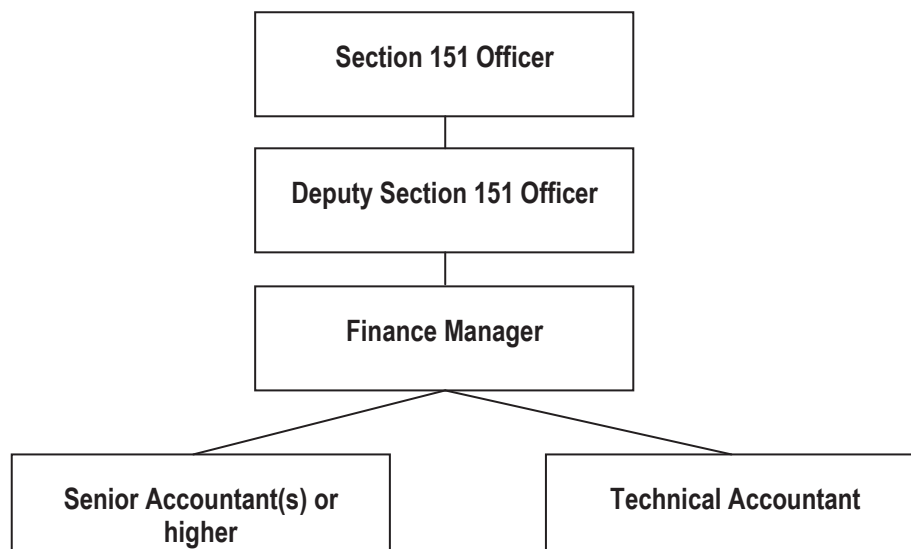 Section 151 Officer
Deputy Section 151 Officer
Finance Manager
Senior Accountant(s) or
higher
Technical Accountant